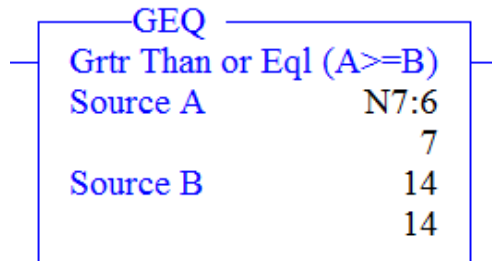 GEQ
Grtr Than or Eql (A>=B)
Source A N7:6
7
Source B 14
14